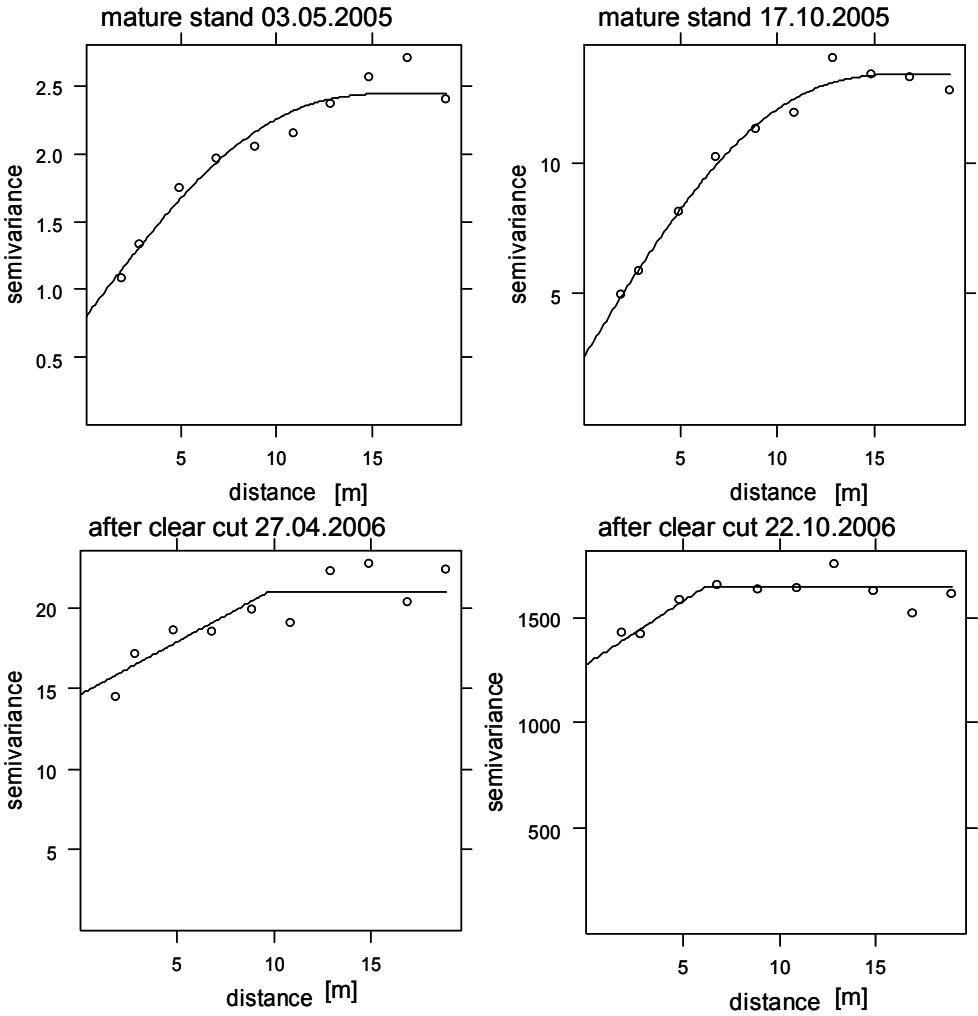 mature stand 03.05.2005
semivariance
2.5
2.0
1.5
1.0
0.5
5 10 15
distance [m]
mature stand 17.10.2005
semivariance
10
5
5 10 15
distance [m]
after clear cut 27.04.2006
semivariance
20
15
10
5
5 10 15
distance [m]
after clear cut 22.10.2006
semivariance
1500
1000
500
5 10 15
distance [m]